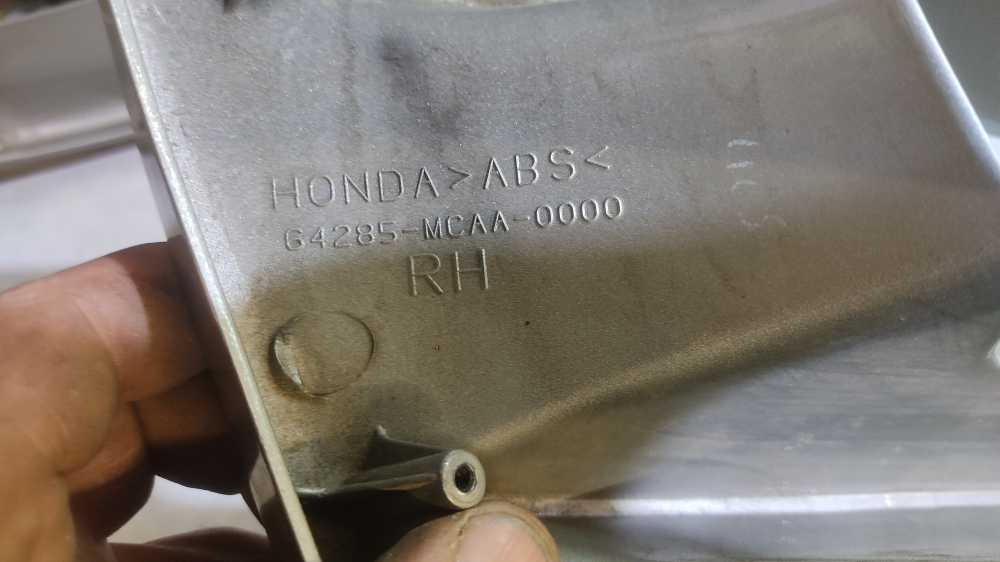 HONDA>ABS<
64285-MCAA-0000
RH